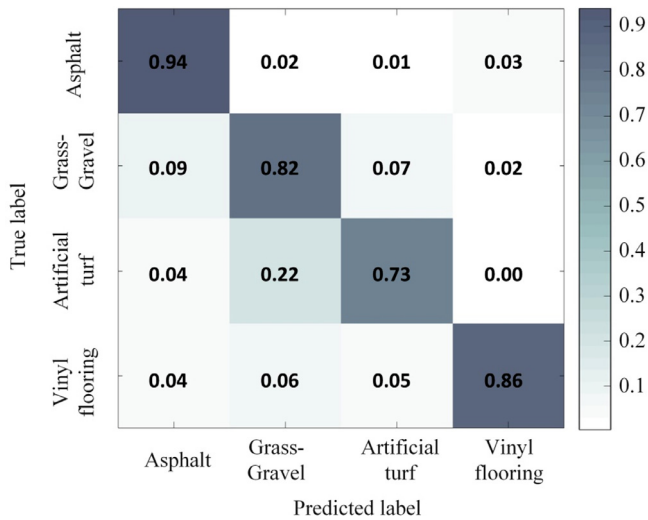 True label
Asphalt
0.94 0.02 0.01 0.03
Grass-
Gravel
0.09 0.82 0.07 0.02
Artificial
turf
0.04 0.22 0.73 0.00
Vinyl
flooring
0.04 0.06 0.05 0.86
Asphalt Grass- Artificial Vinyl
Gravel turf flooring
Predicted label
0.9
0.8
0.7
0.6
0.5
0.4
0.3
0.2
0.1